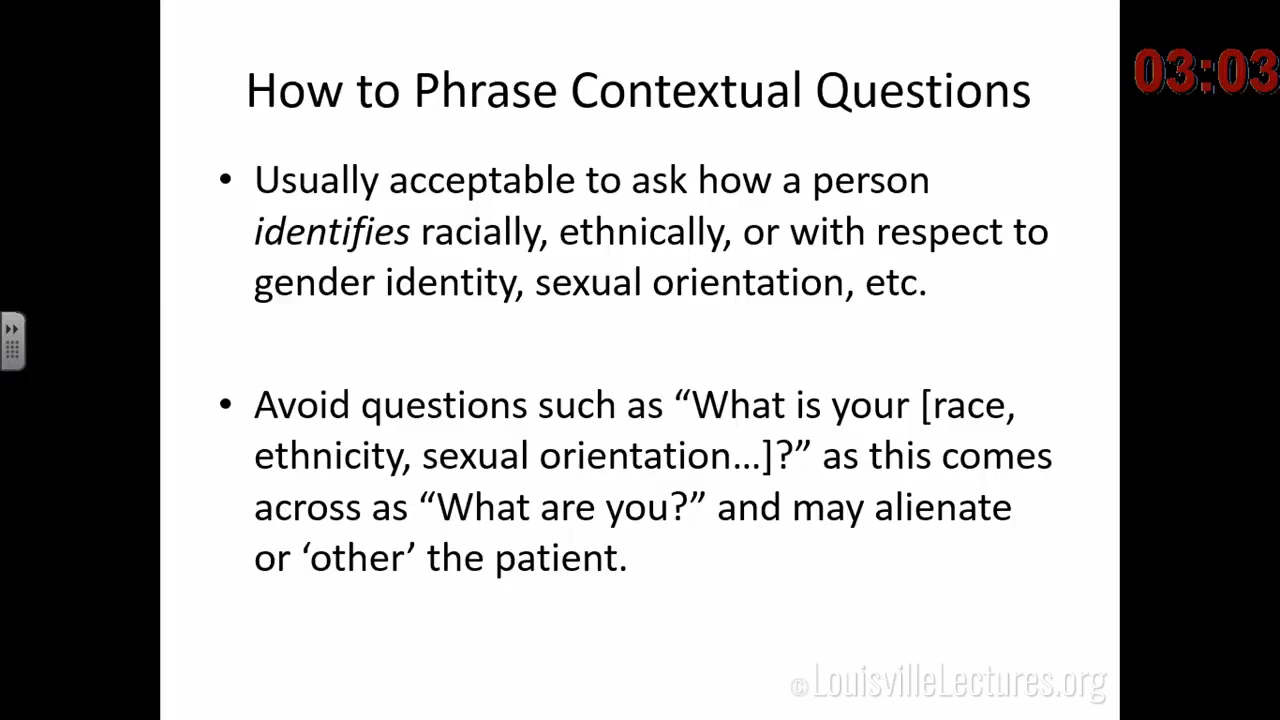 How to Phrase Contextual Questions
03:03
• Usually acceptable to ask how a person
identifies racially, ethnically, or with respect to
gender identity, sexual orientation, etc.
• Avoid questions such as “What is your [race,
ethnicity, sexual orientation…]?” as this comes
across as “What are you?” and may alienate
or ‘other’ the patient.
©LouisvilleLectures.org